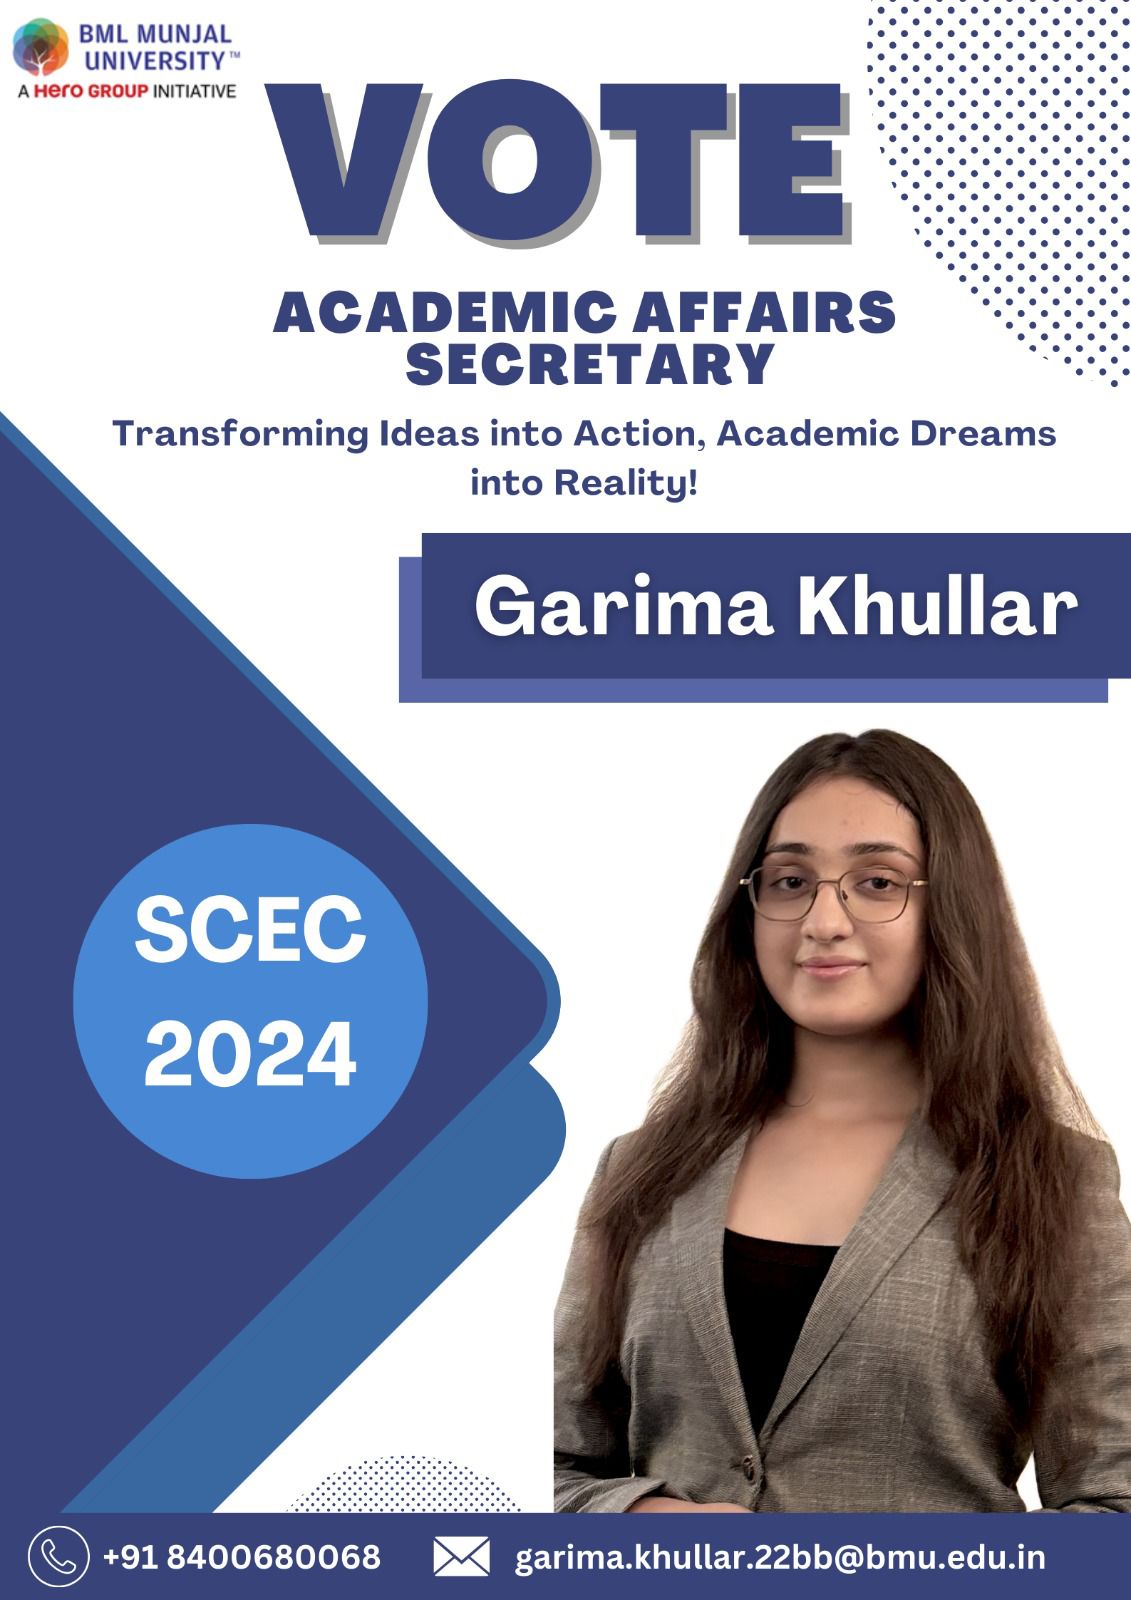 BML MUNJAL
UNIVERSITY™
A Hero GROUP INITIATIVE
VOTE
ACADEMIC AFFAIRS
SECRETARY
Transforming Ideas into Action, Academic Dreams
into Reality!
Garima Khullar
SCEC
2024
+91 8400680068
garima.khullar.22bb@bmu.edu.in